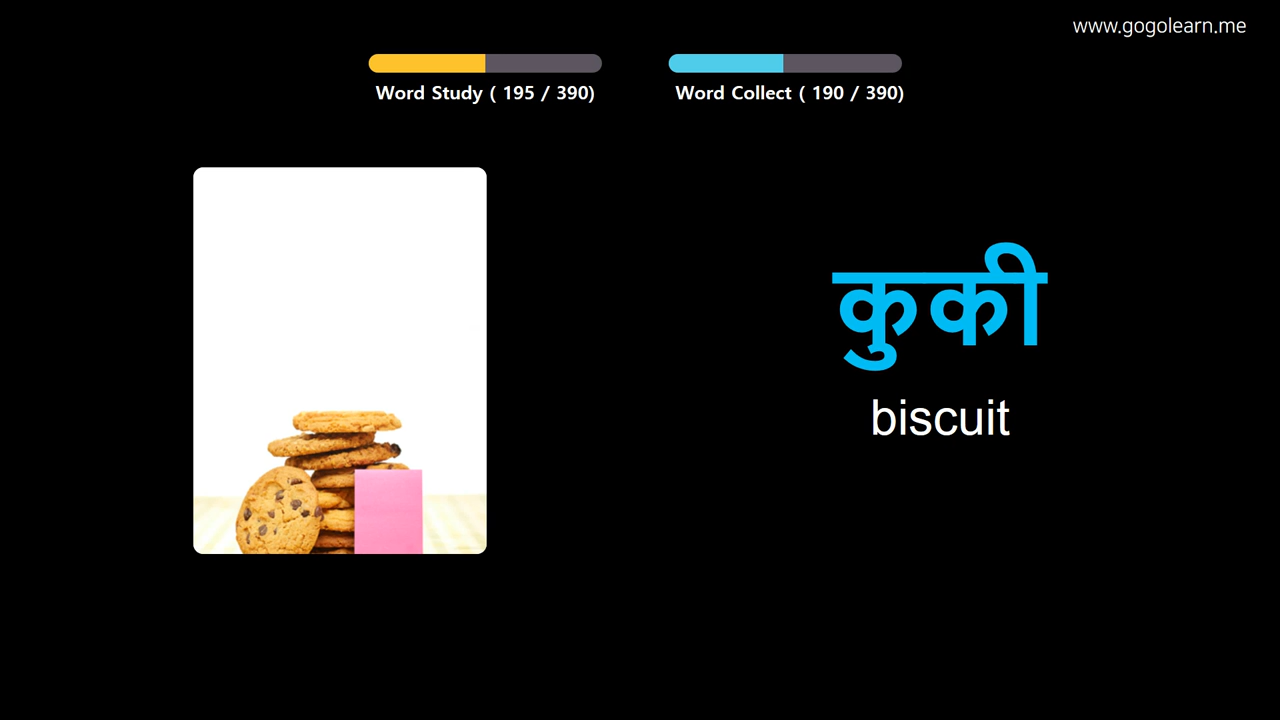 www.gogolearn.me
Word Study ( 195 / 390)
Word Collect ( 190 / 390)
कुकी
biscuit